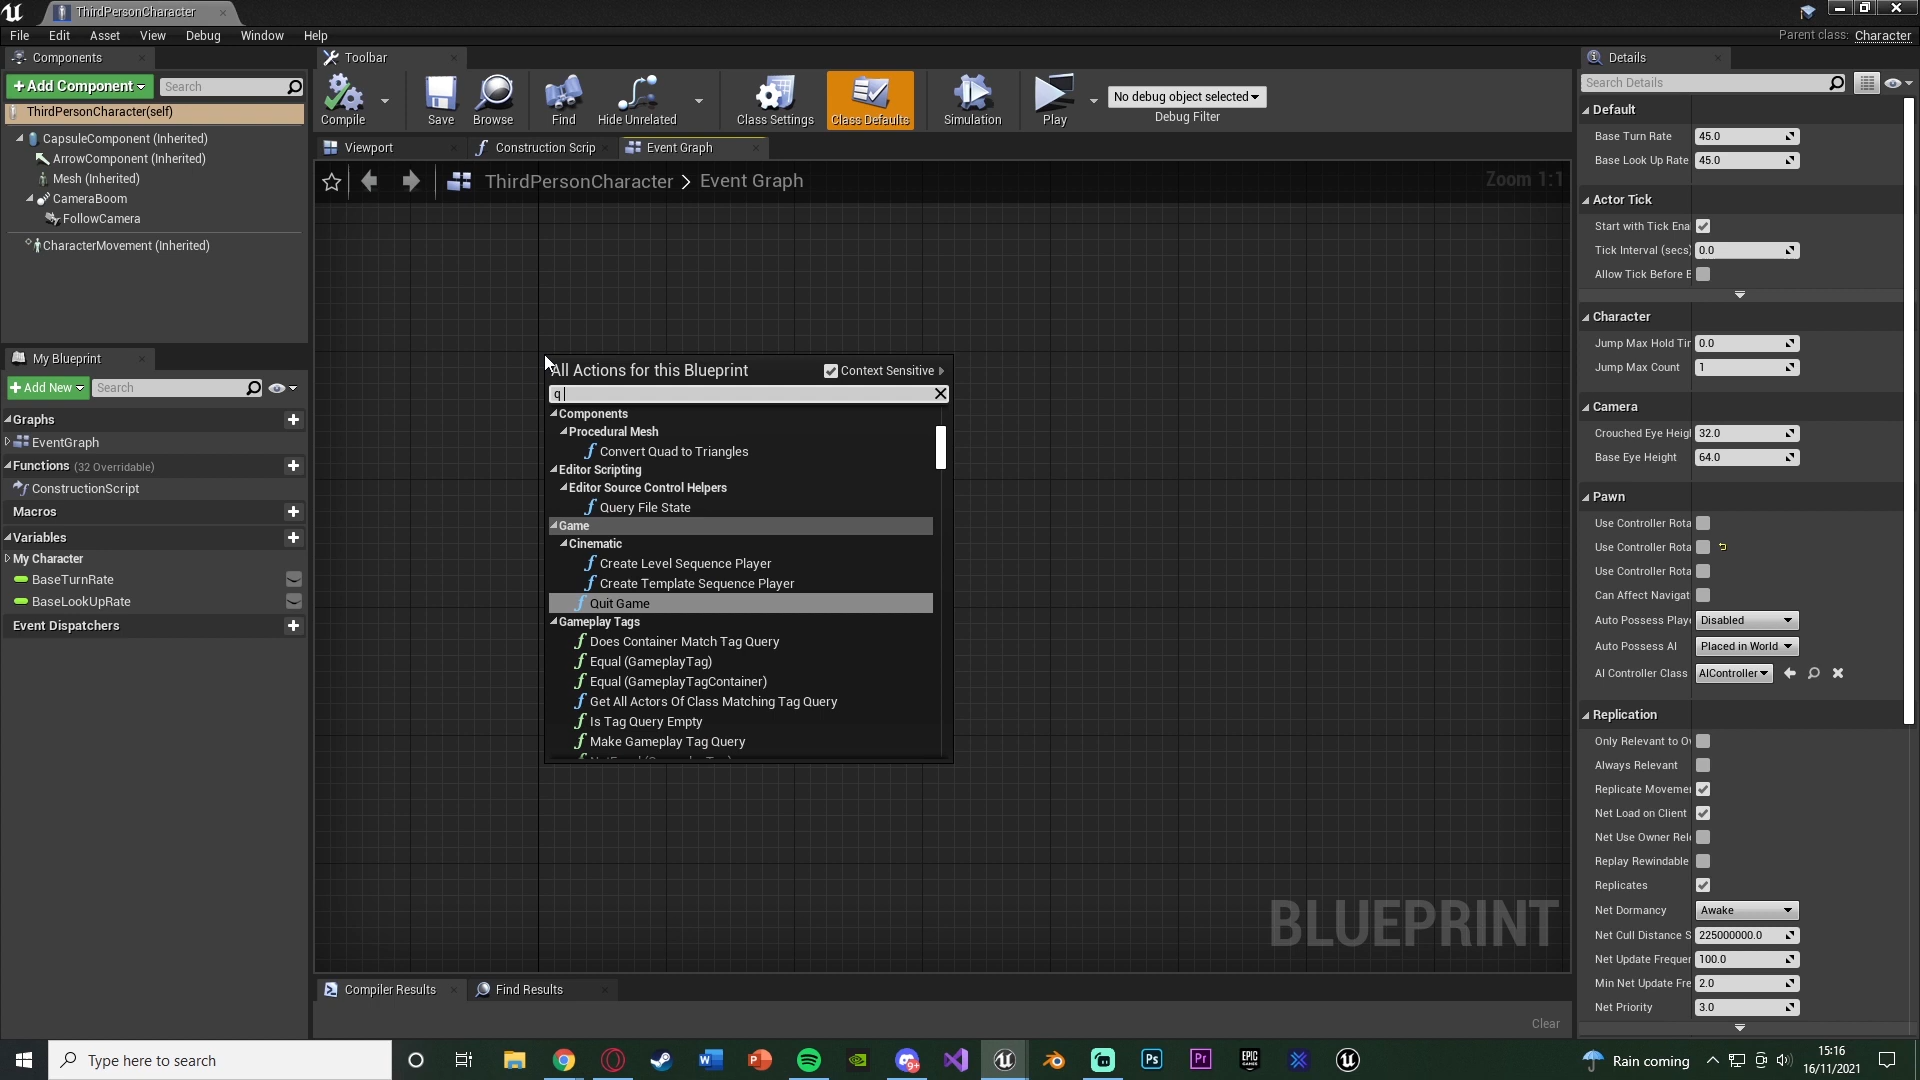 ThirdPersonCharacter
File Edit Asset View Debug Window Help
Parent class: Character
Components
Toolbar
Details
+Add Component
Search
Search Details
ThirdPersonCharacter(self)
CapsuleComponent (Inherited)
ArrowComponent (Inherited)
Mesh (Inherited)
CameraBoom
FollowCamera
CharacterMovement (Inherited)
Compile
Save
Browse
Find
Hide Unrelated
Class Settings
Class Defaults
Simulation
Play
No debug object selected
Debug Filter
Viewport
Construction Scrip
Event Graph
ThirdPersonCharacter > Event Graph
Zoom 1:1
My Blueprint
+Add New
Search
Graphs
EventGraph
Functions (32 Overridable)
ConstructionScript
Macros
Variables
My Character
BaseTurnRate
BaseLookUpRate
Event Dispatchers
All Actions for this Blueprint
Context Sensitive
q
Components
Procedural Mesh
Convert Quad to Triangles
Editor Scripting
Editor Source Control Helpers
Query File State
Game
Cinematic
Create Level Sequence Player
Create Template Sequence Player
Quit Game
Gameplay Tags
Does Container Match Tag Query
Equal (GameplayTag)
Equal (GameplayTagContainer)
Get All Actors Of Class Matching Tag Query
Is Tag Query Empty
Make Gameplay Tag Query
BLUEPRINT
Compiler Results
Find Results
Clear
Default
Base Turn Rate 45.0
Base Look Up Rate 45.0
Actor Tick
Start with Tick Ena
Tick Interval (secs) 0.0
Allow Tick Before B
Character
Jump Max Hold Tir 0.0
Jump Max Count 1
Camera
Crouched Eye Heig 32.0
Base Eye Height 64.0
Pawn
Use Controller Rota
Use Controller Rota
Use Controller Rota
Can Affect Navigat
Auto Possess Playe Disabled
Auto Possess AI Placed in World
AI Controller Class AIController
Replication
Only Relevant to O
Always Relevant
Replicate Movemer
Net Load on Client
Net Use Owner Rel
Replay Rewindable
Replicates
Net Dormancy Awake
Net Cull Distance S 225000000.0
Net Update Frequer 100.0
Min Net Update Fre 2.0
Net Priority 3.0
Type here to search
9+
Ps
Pr
EPIC GAMES
Rain coming
15:16
16/11/2021